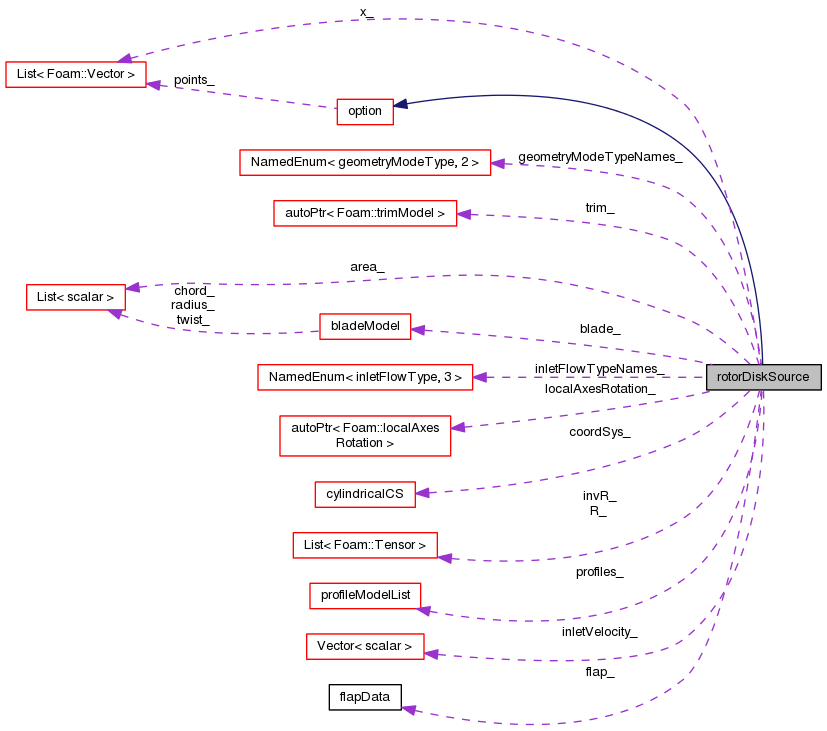 x_
List< Foam::Vector >
points_
option
geometryModeTypeNames_
NamedEnum< geometryModeType, 2 >
trim_
autoPtr< Foam::trimModel >
area_
List< scalar >
chord_
radius_
twist_
bladeModel
blade_
inletFlowTypeNames_
NamedEnum< inletFlowType, 3 >
rotorDiskSource
localAxesRotation_
autoPtr< Foam::localAxes
Rotation >
coordSys_
cylindricalCS
invR_
R_
List< Foam::Tensor >
profiles_
profileModelList
inletVelocity_
Vector< scalar >
flap_
flapData